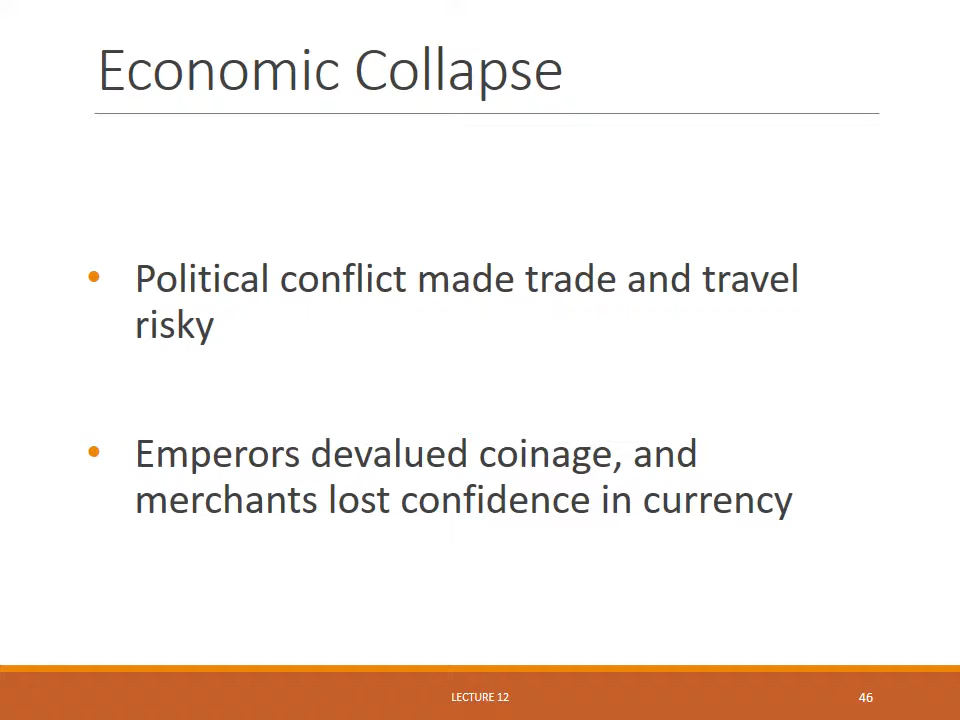 Economic Collapse
• Political conflict made trade and travel
risky
• Emperors devalued coinage, and
merchants lost confidence in currency
LECTURE 12
46